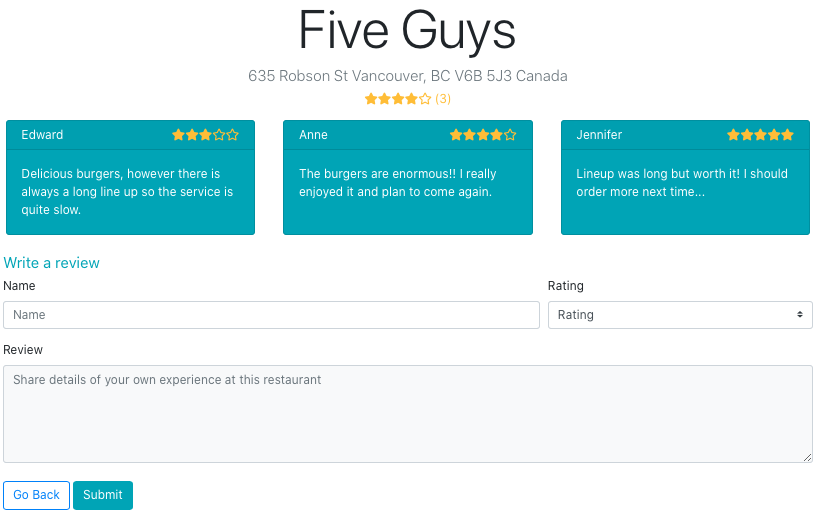 Five Guys
635 Robson St Vancouver, BC V6B 5J3 Canada
(3)
Edward
Delicious burgers, however there is
always a long line up so the service is
quite slow.
Anne
The burgers are enormous!! I really
enjoyed it and plan to come again.
Jennifer
Lineup was long but worth it! I should
order more next time...
Write a review
Name
Rating
Name
Rating
Review
Share details of your own experience at this restaurant
Go Back
Submit